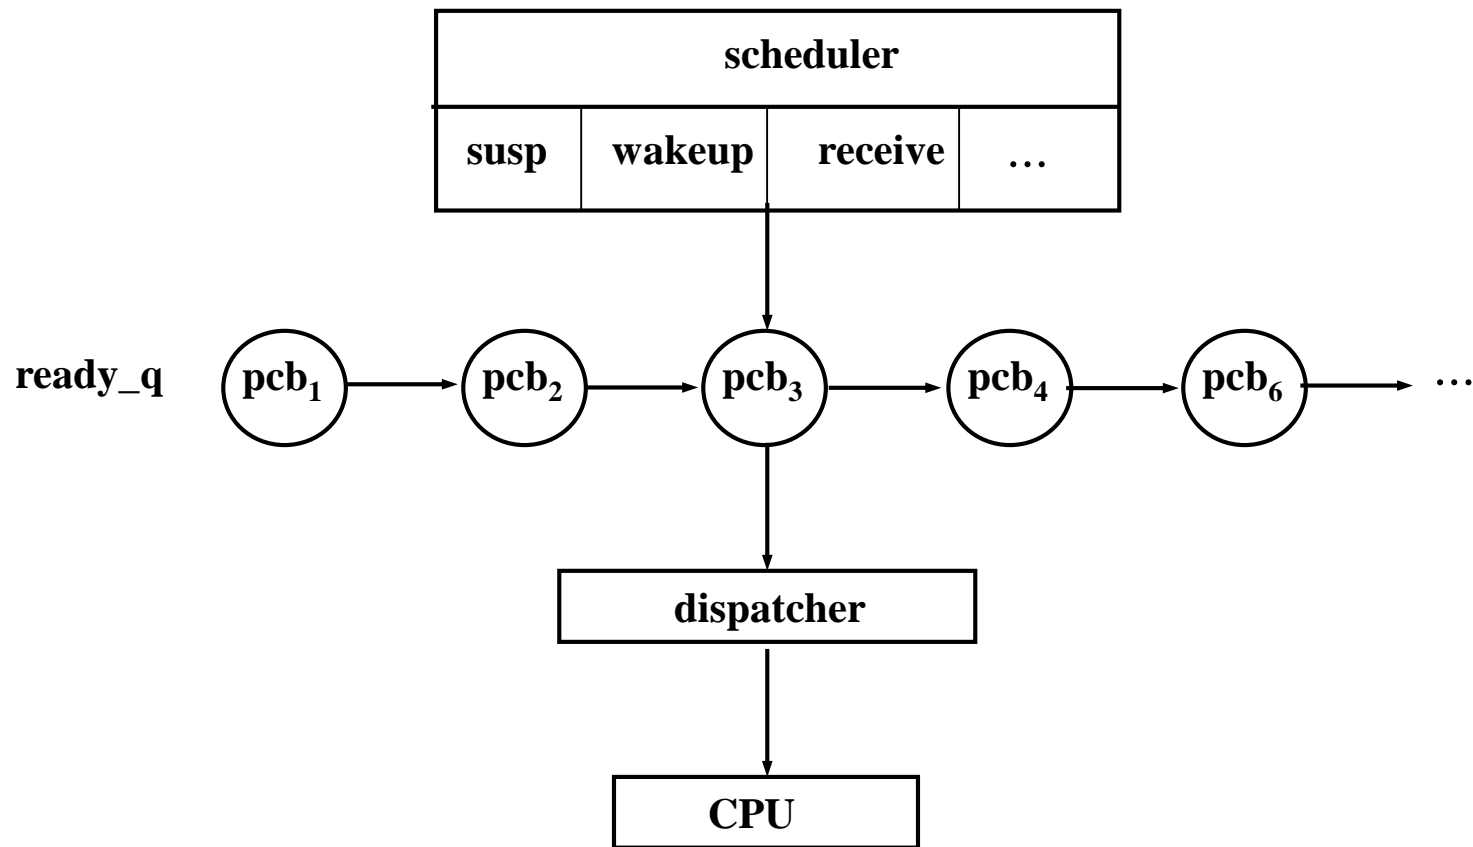 scheduler
susp wakeup receive …
ready_q pcb₁ pcb₂ pcb₃ pcb₄ pcb₆ …
dispatcher
CPU